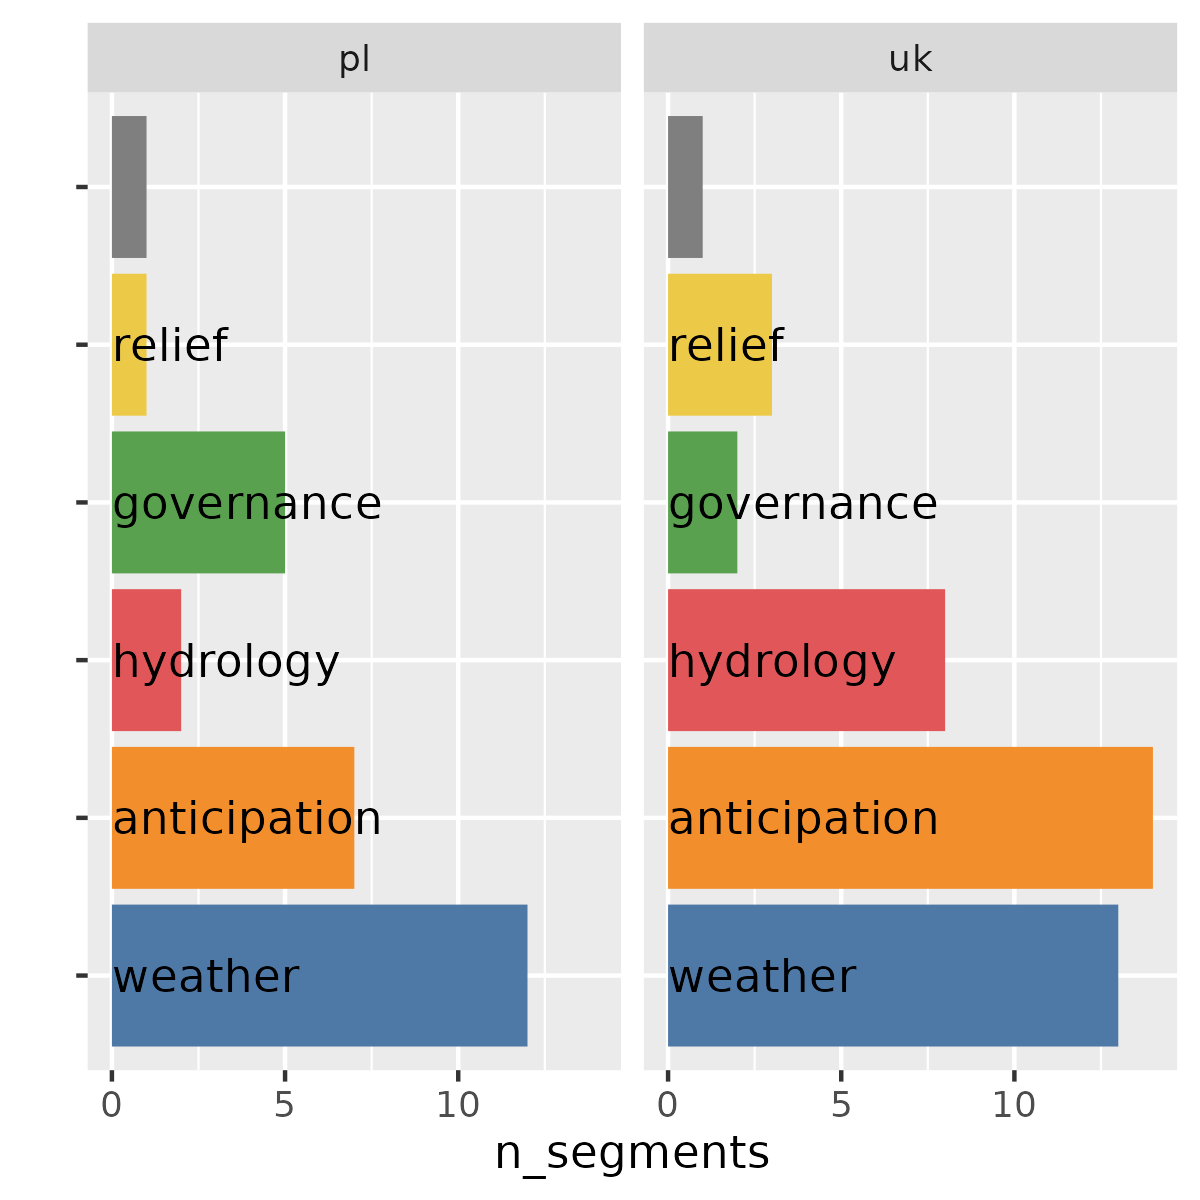 pl uk
relief relief
governance governance
hydrology hydrology
anticipation anticipation
weather weather
0 5 10 0 5 10
n_segments